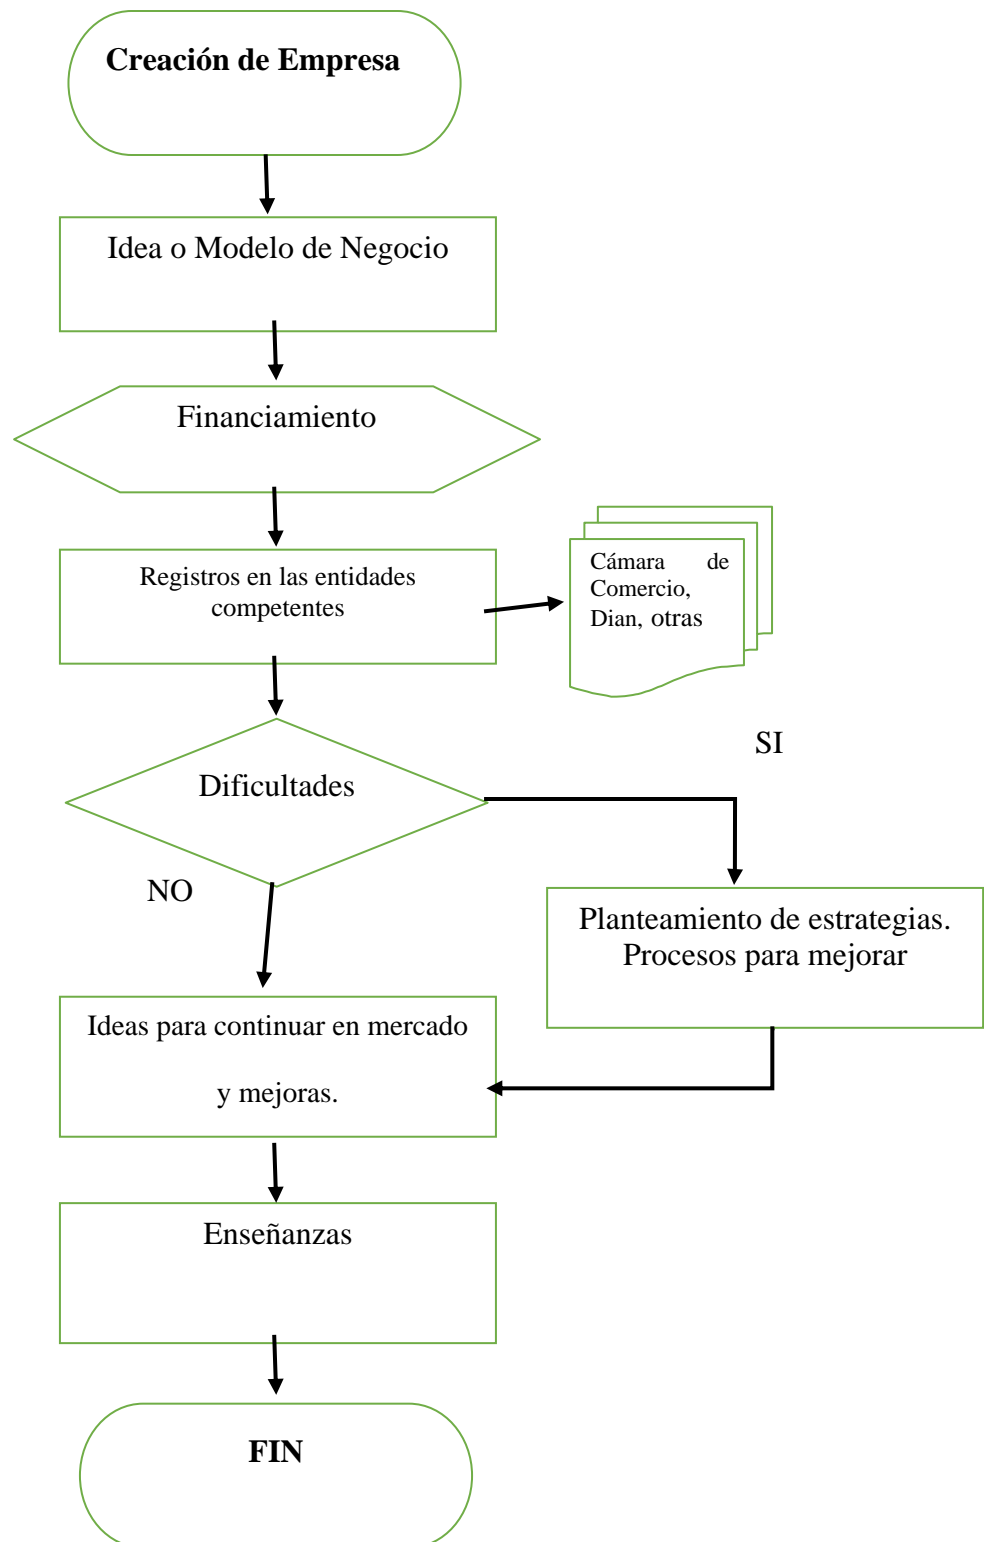 Creación de Empresa
Idea o Modelo de Negocio
Financiamiento
Registros en las entidades
competentes
Cámara de
Comercio,
Dian, otras
SI
Dificultades
NO
Planteamiento de estrategias.
Procesos para mejorar
Ideas para continuar en mercado
y mejoras.
Enseñanzas
FIN